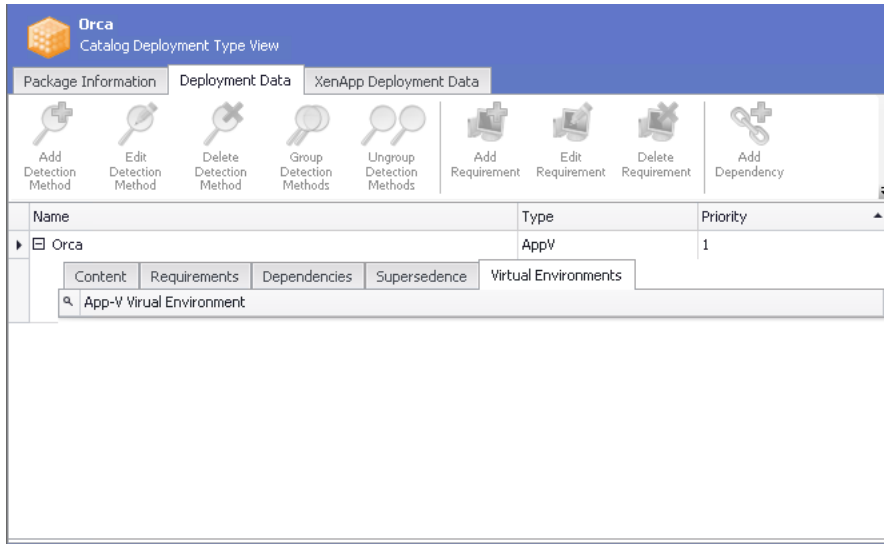 Orca
Catalog Deployment Type View
Package Information Deployment Data XenApp Deployment Data
Add Detection Method
Edit Detection Method
Delete Detection Method
Group Detection Methods
Ungroup Detection Methods
Add Requirement
Edit Requirement
Delete Requirement
Add Dependency
Name Type Priority
Orca AppV 1
Content Requirements Dependencies Supersedence Virtual Environments
App-V Virual Environment